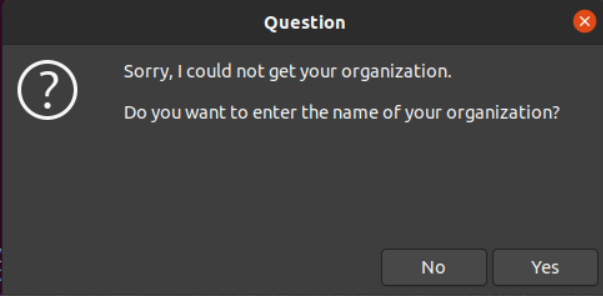 Question
Sorry, I could not get your organization.
Do you want to enter the name of your organization?
No
Yes